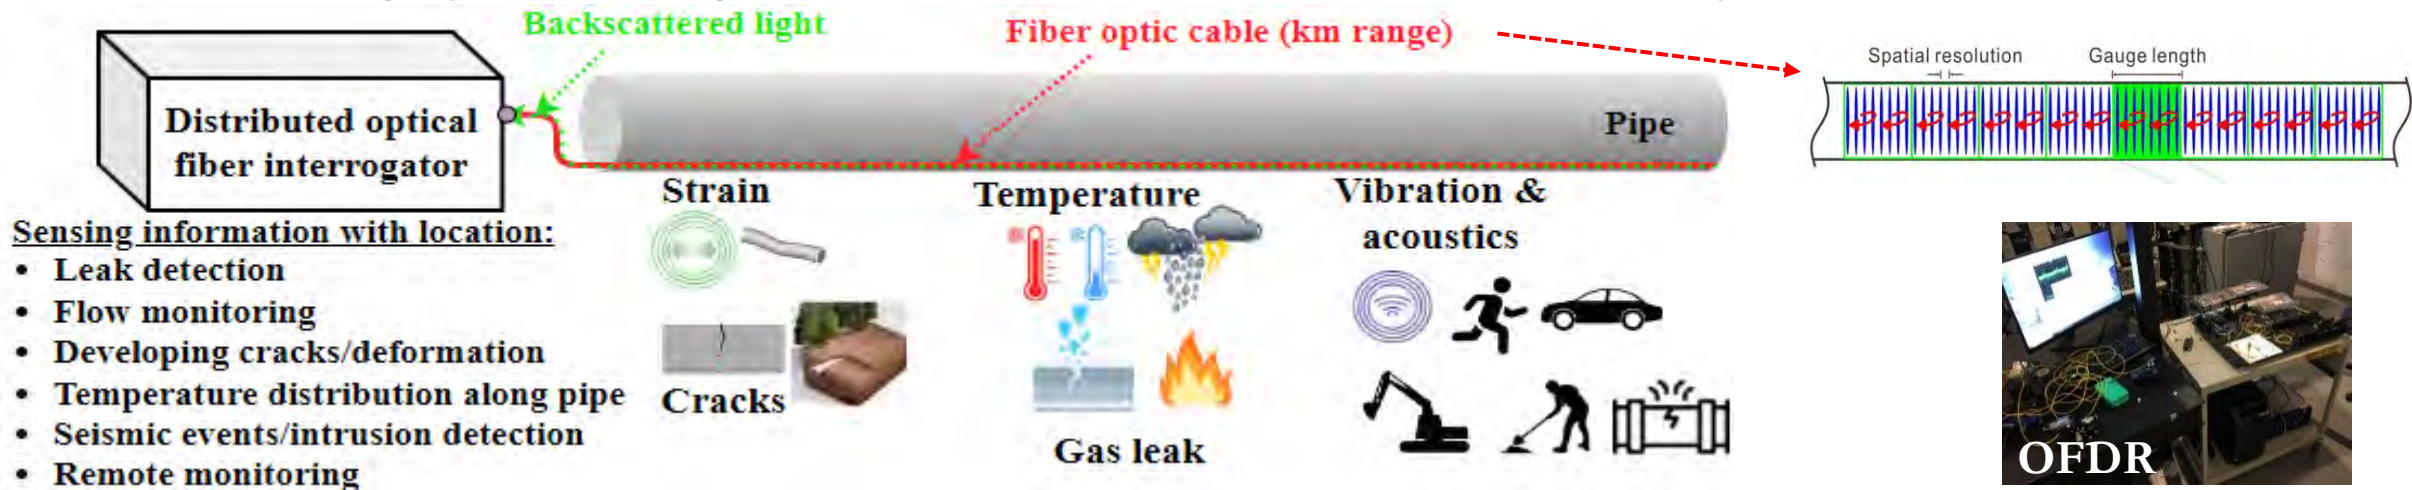 Backscattered light
Fiber optic cable (km range)
Spatial resolution
Gauge length
Distributed optical
fiber interrogator
Pipe
Strain
Temperature
Vibration &
acoustics
Sensing information with location:
• Leak detection
• Flow monitoring
• Developing cracks/deformation
• Temperature distribution along pipe
• Seismic events/intrusion detection
• Remote monitoring
Cracks
Gas leak
OFDR